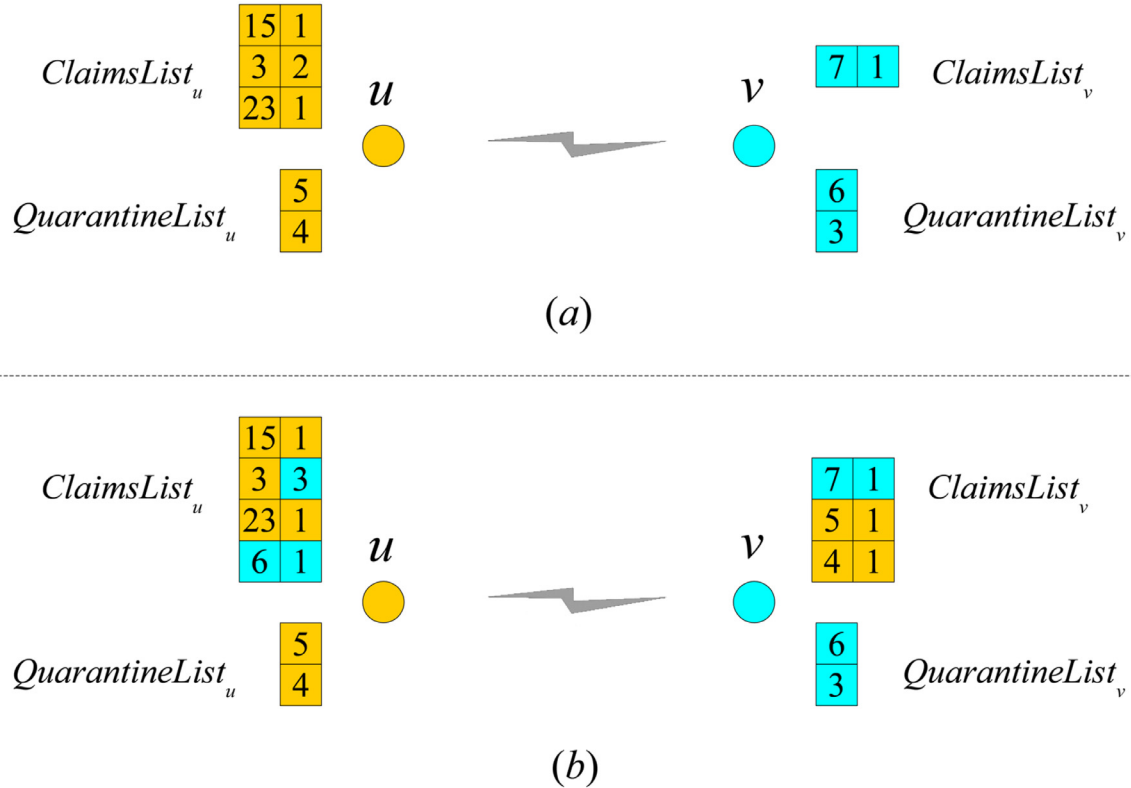 15 1
ClaimsList_u 3 2 u v 7 1 ClaimsList_v
23 1
QuarantineList_u 5 6 QuarantineList_v
4 3
(a)
15 1
ClaimsList_u 3 3 7 1 ClaimsList_v
23 1 u v 5 1
6 1 4 1
QuarantineList_u 5 6 QuarantineList_v
4 3
(b)